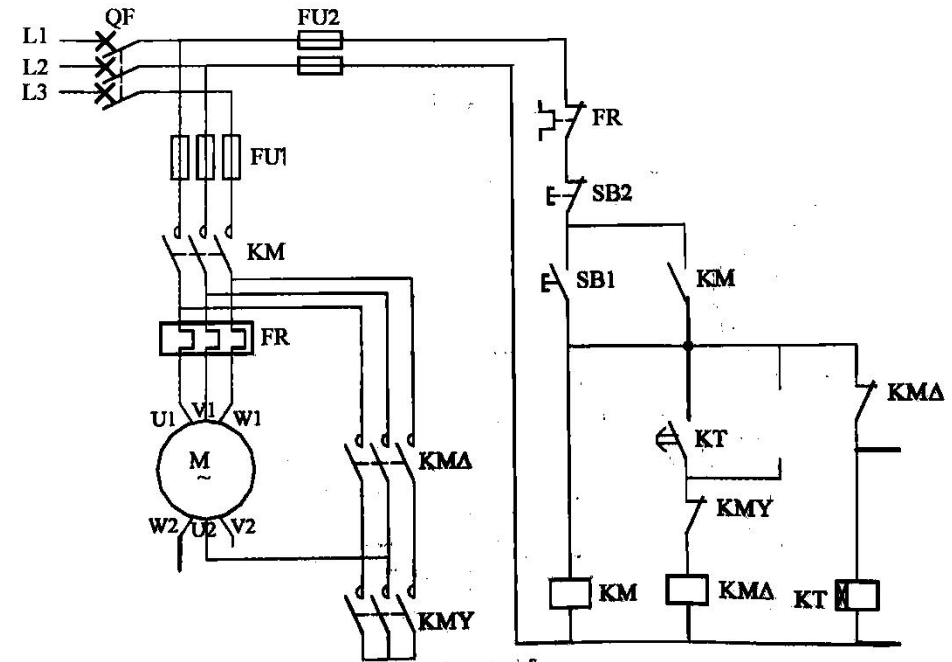 QF FU2
L1
L2
L3
FR
FU1
SB2
KM
SB1 KM
FR
U1 V1 W1
KMΔ
KT
M
~
KMΔ
KMY
W2 U2 V2
KM KMΔ KT
KMY